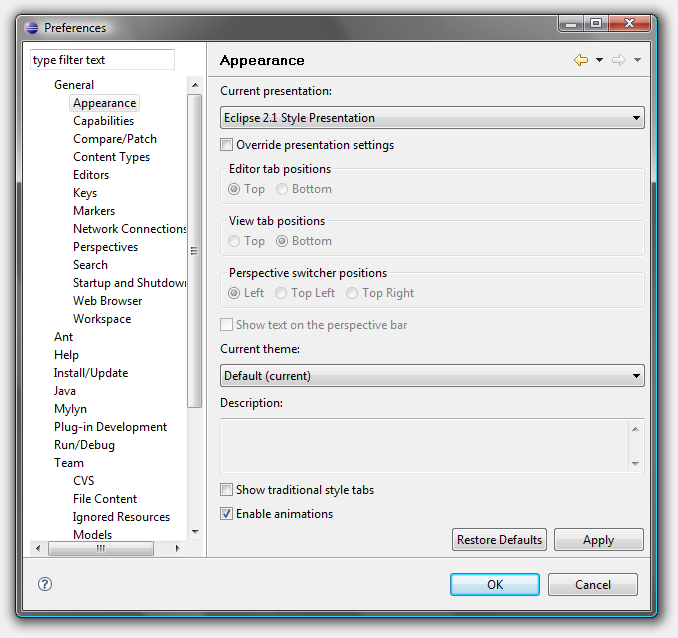 Preferences
type filter text
General
Appearance
Capabilities
Compare/Patch
Content Types
Editors
Keys
Markers
Network Connections
Perspectives
Search
Startup and Shutdown
Web Browser
Workspace
Ant
Help
Install/Update
Java
Mylyn
Plug-in Development
Run/Debug
Team
CVS
File Content
Ignored Resources
Models
Appearance
Current presentation:
Eclipse 2.1 Style Presentation
Override presentation settings
Editor tab positions
Top Bottom
View tab positions
Top Bottom
Perspective switcher positions
Left Top Left Top Right
Show text on the perspective bar
Current theme:
Default (current)
Description:
Show traditional style tabs
Enable animations
Restore Defaults Apply
OK Cancel